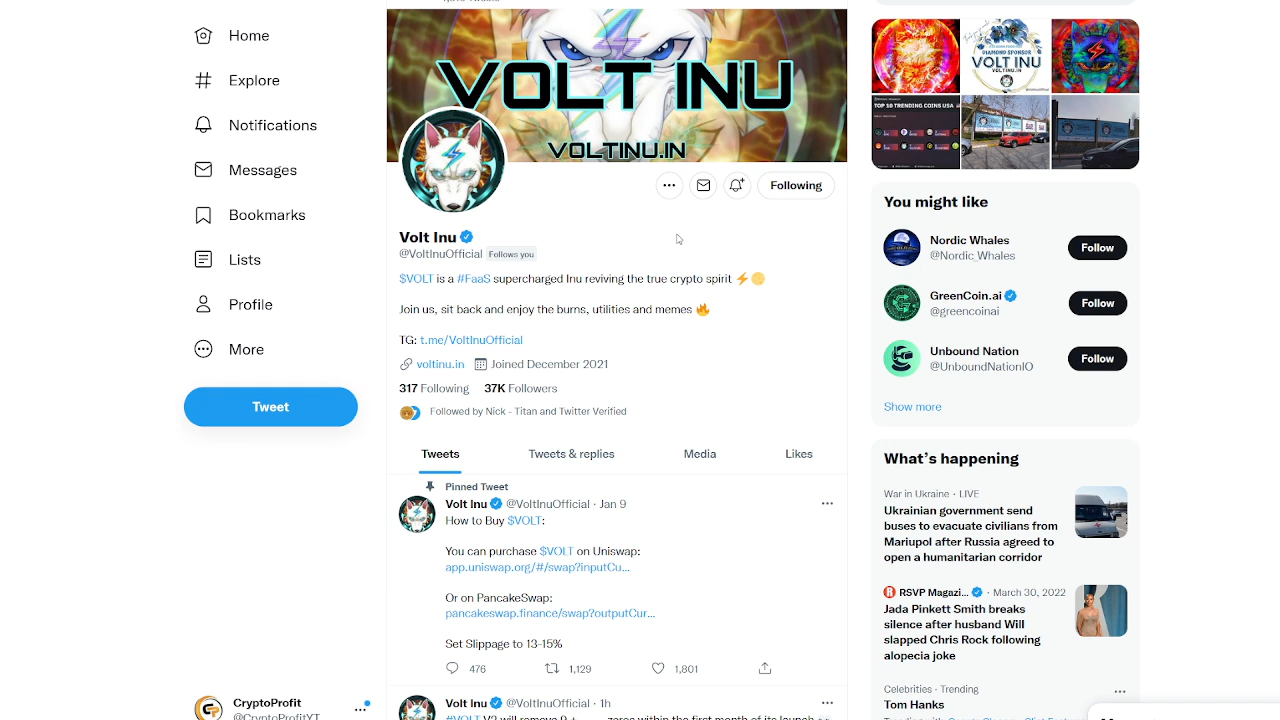 Home
Explore
Notifications
Messages
Bookmarks
Lists
Profile
More
Tweet
CryptoProfit
@CryptoProfitYT
VOLT INU
VOLTINU.IN
Following
Volt Inu
@VoltInuOfficial Follows you
$VOLT is a #FaaS supercharged Inu reviving the true crypto spirit ⚡🌕
Join us, sit back and enjoy the burns, utilities and memes 🔥
TG: t.me/VoltInuOfficial
voltinu.in Joined December 2021
317 Following 37K Followers
Followed by Nick - Titan and Twitter Verified
Tweets Tweets & replies Media Likes
Pinned Tweet
Volt Inu @VoltInuOfficial · Jan 9
How to Buy $VOLT:
You can purchase $VOLT on Uniswap:
app.uniswap.org/#/swap?inputCu...
Or on PancakeSwap:
pancakeswap.finance/swap?outputCur...
Set Slippage to 13-15%
476 1,129 1,801
Volt Inu @VoltInuOfficial · 1h
DIAMOND SPONSOR
VOLT INU
VOLTINU.IN
TOP 10 TRENDING COINS USA
You might like
Nordic Whales
@Nordic_Whales
Follow
GreenCoin.ai
@greencoinai
Follow
Unbound Nation
@UnboundNationIO
Follow
Show more
What's happening
War in Ukraine · LIVE
Ukrainian government send
buses to evacuate civilians from
Mariupol after Russia agreed to
open a humanitarian corridor
RSVP Magazi... · March 30, 2022
Jada Pinkett Smith breaks
silence after husband Will
slapped Chris Rock following
alopecia joke
Celebrities · Trending
Tom Hanks